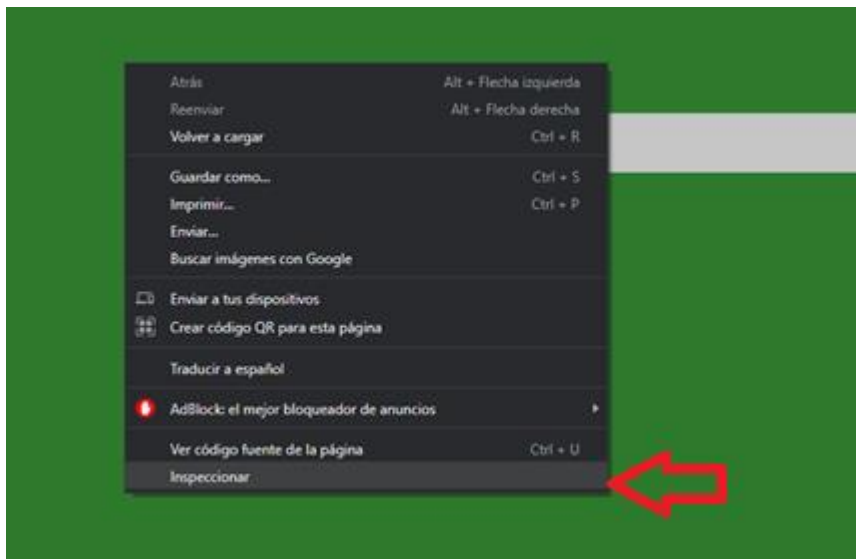 Atrás Alt + Flecha izquierda
Reenviar Alt + Flecha derecha
Volver a cargar Ctrl + R
Guardar como... Ctrl + S
Imprimir... Ctrl + P
Enviar...
Buscar imágenes con Google
Enviar a tus dispositivos
Crear código QR para esta página
Traducir a español
AdBlock: el mejor bloqueador de anuncios
Ver código fuente de la página Ctrl + U
Inspeccionar